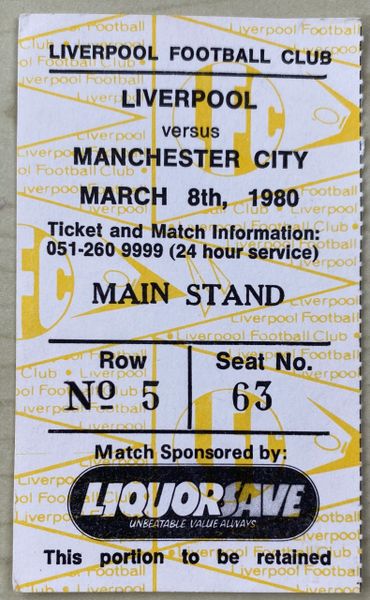 LIVERPOOL FOOTBALL CLUB
LIVERPOOL
versus
MANCHESTER CITY
MARCH 8th, 1980
Ticket and Match Information:
051-260 9999 (24 hour service)
MAIN STAND
Row Seat No.
Nº 5 63
Match Sponsored by:
LIQUORSAVE
UNBEATABLE VALUE ALWAYS
This portion to be retained